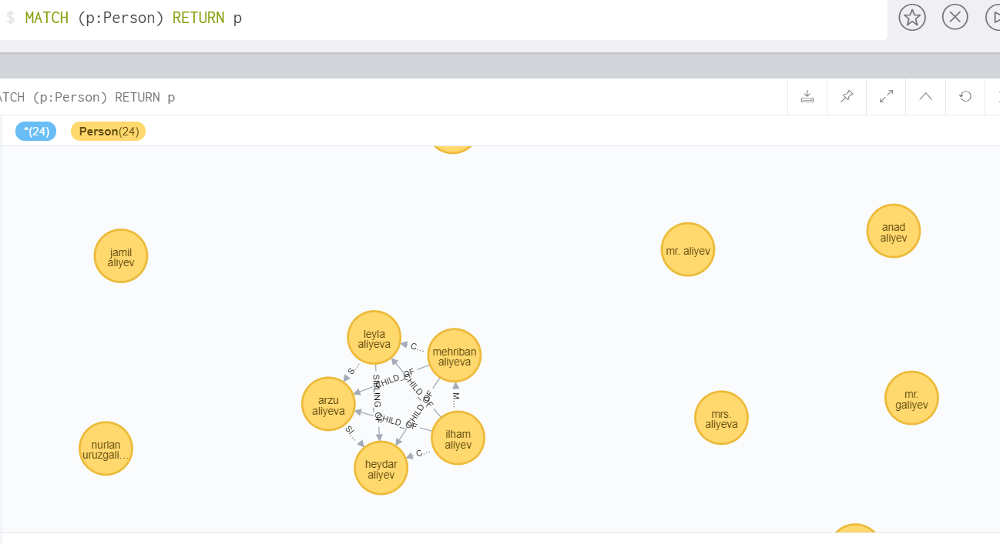 $ MATCH (p:Person) RETURN p
ATCH (p:Person) RETURN p
*(24) Person(24)
jamil
aliyev
mr. aliyev
anad
aliyev
leyla
aliyeva
mehriban
aliyeva
C...
S...
CHILD_OF
CHILD_OF
SIBLING_OF
CHILD_OF
M...
arzu
aliyeva
mr.
galiyev
mrs.
aliyeva
CHILD_OF
SI...
ilham
aliyev
C...
nurlan
uruzgali...
heydar
aliyev